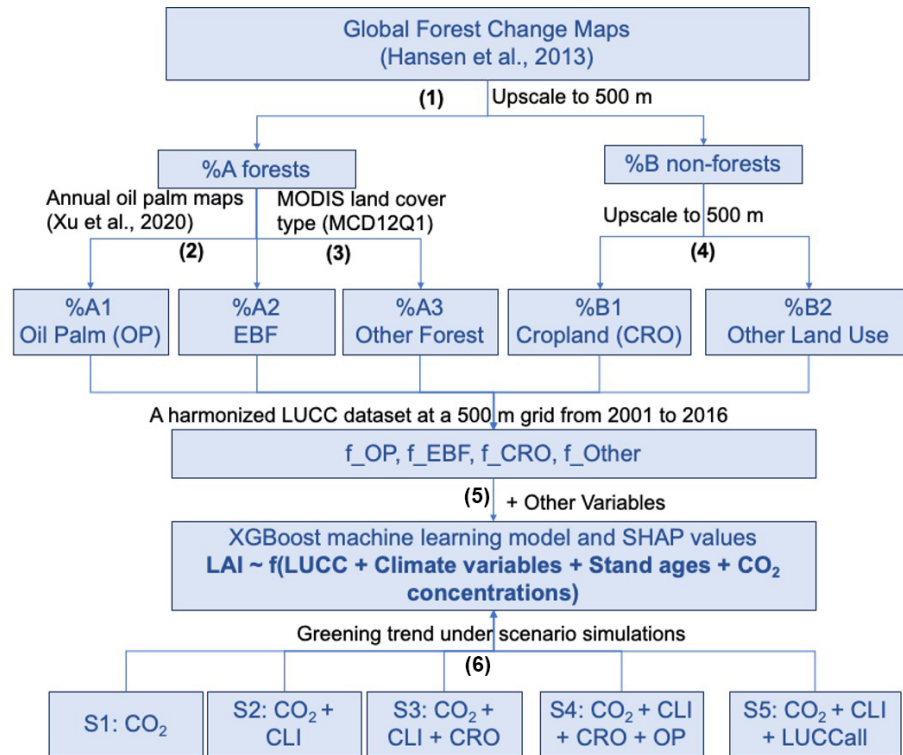 Global Forest Change Maps
(Hansen et al., 2013)
(1)
Upscale to 500 m
%A forests
%B non-forests
Annual oil palm maps
(Xu et al., 2020)
MODIS land cover
type (MCD12Q1)
Upscale to 500 m
(2)
(3)
(4)
%A1
Oil Palm (OP)
%A2
EBF
%A3
Other Forest
%B1
Cropland (CRO)
%B2
Other Land Use
A harmonized LUCC dataset at a 500 m grid from 2001 to 2016
f_OP, f_EBF, f_CRO, f_Other
(5)
+ Other Variables
XGBoost machine learning model and SHAP values
LAI ~ f(LUCC + Climate variables + Stand ages + CO₂
concentrations)
Greening trend under scenario simulations
(6)
S1: CO₂
S2: CO₂ +
CLI
S3: CO₂ +
CLI + CRO
S4: CO₂ + CLI
+ CRO + OP
S5: CO₂ + CLI
+ LUCCall